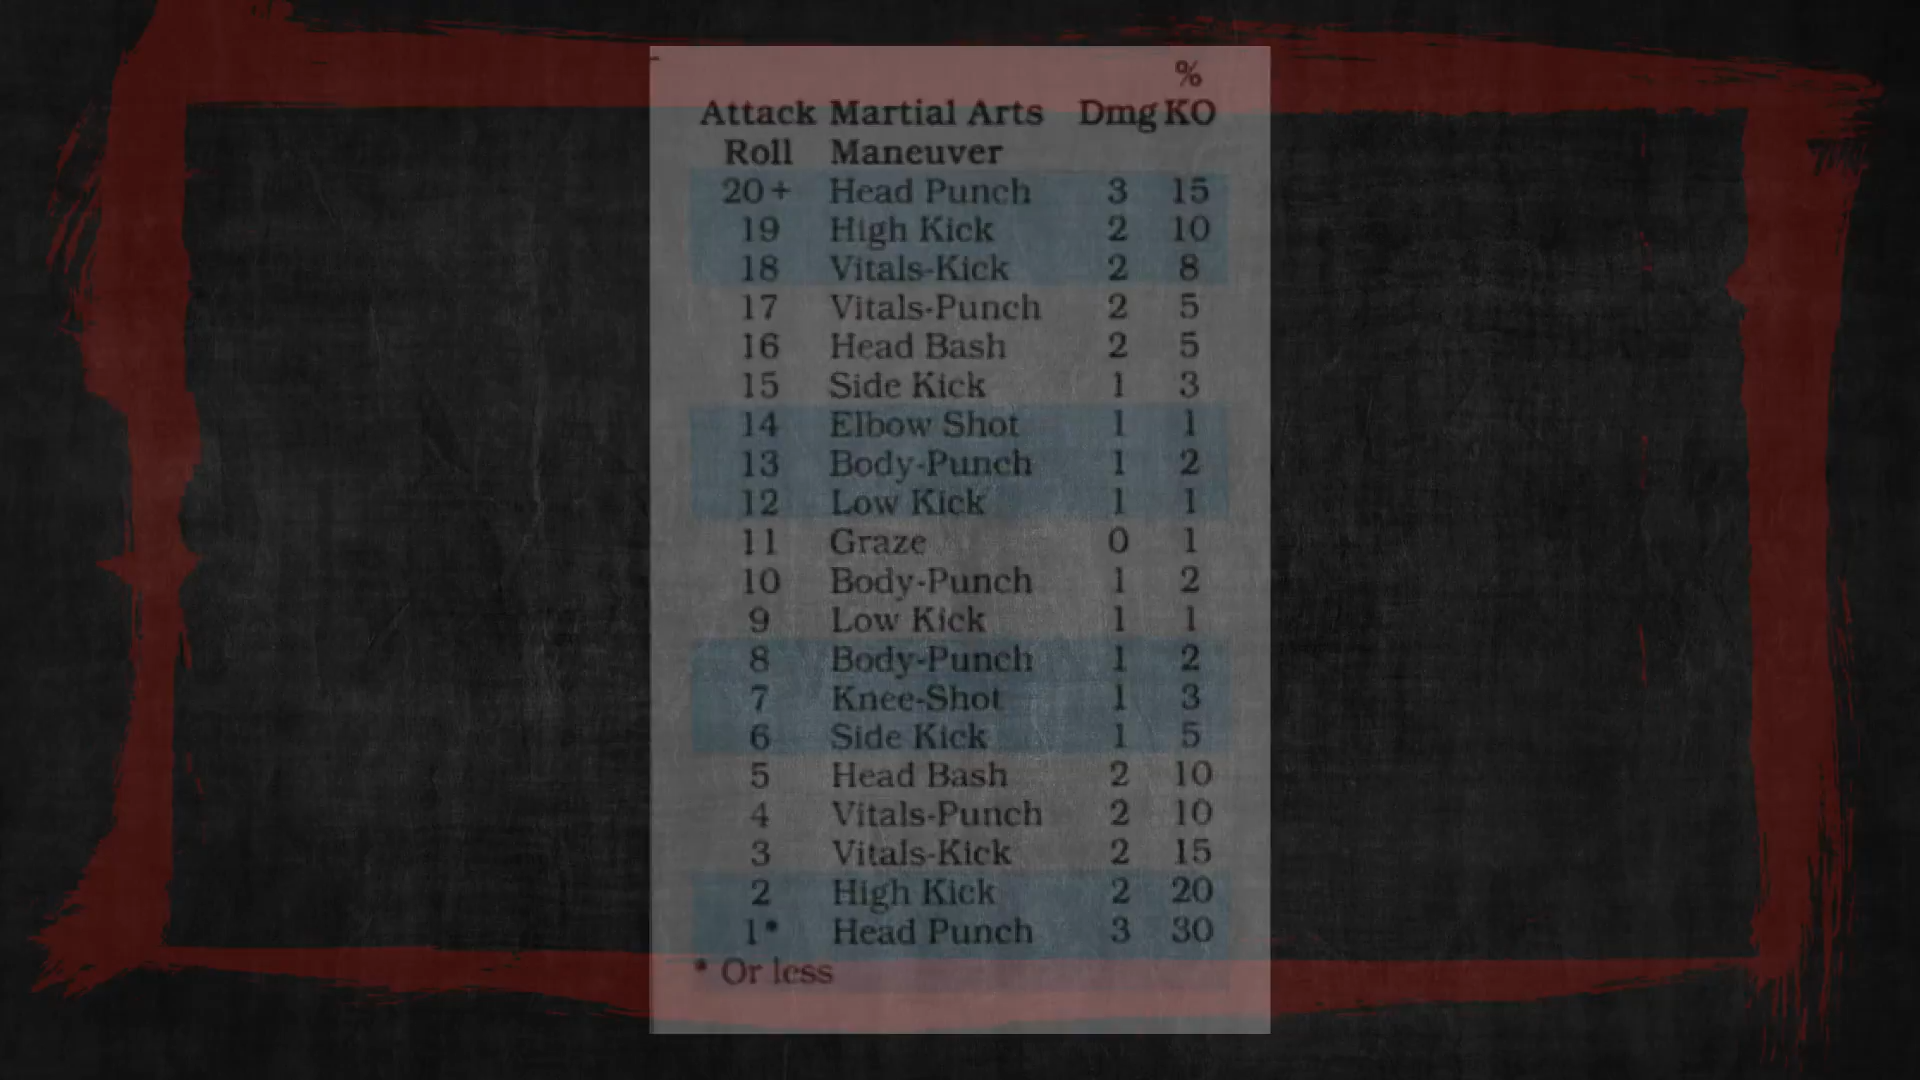 %
Attack Martial Arts Dmg KO
Roll Maneuver
20+ Head Punch 3 15
19 High Kick 2 10
18 Vitals-Kick 2 8
17 Vitals-Punch 2 5
16 Head Bash 2 5
15 Side Kick 1 3
14 Elbow Shot 1 1
13 Body-Punch 1 2
12 Low Kick 1 1
11 Graze 0 1
10 Body-Punch 1 2
9 Low Kick 1 1
8 Body-Punch 1 2
7 Knee-Shot 1 3
6 Side Kick 1 5
5 Head Bash 2 10
4 Vitals-Punch 2 10
3 Vitals-Kick 2 15
2 High Kick 2 20
1* Head Punch 3 30
* Or less